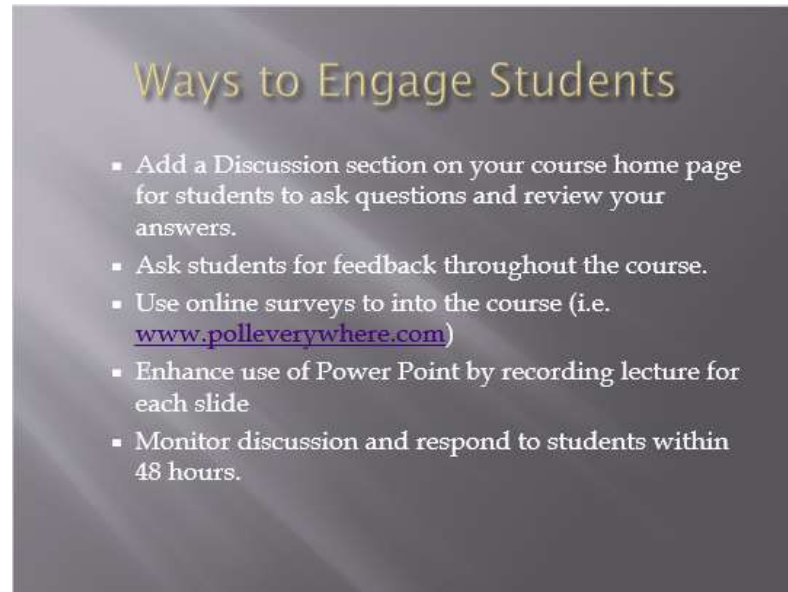 Ways to Engage Students
▪ Add a Discussion section on your course home page
for students to ask questions and review your
answers.
▪ Ask students for feedback throughout the course.
▪ Use online surveys to into the course (i.e.
www.polleverywhere.com)
▪ Enhance use of Power Point by recording lecture for
each slide
▪ Monitor discussion and respond to students within
48 hours.